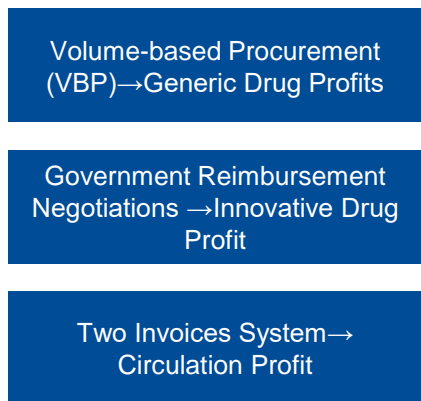 Volume-based Procurement
(VBP)→Generic Drug Profits
Government Reimbursement
Negotiations →Innovative Drug
Profit
Two Invoices System→
Circulation Profit